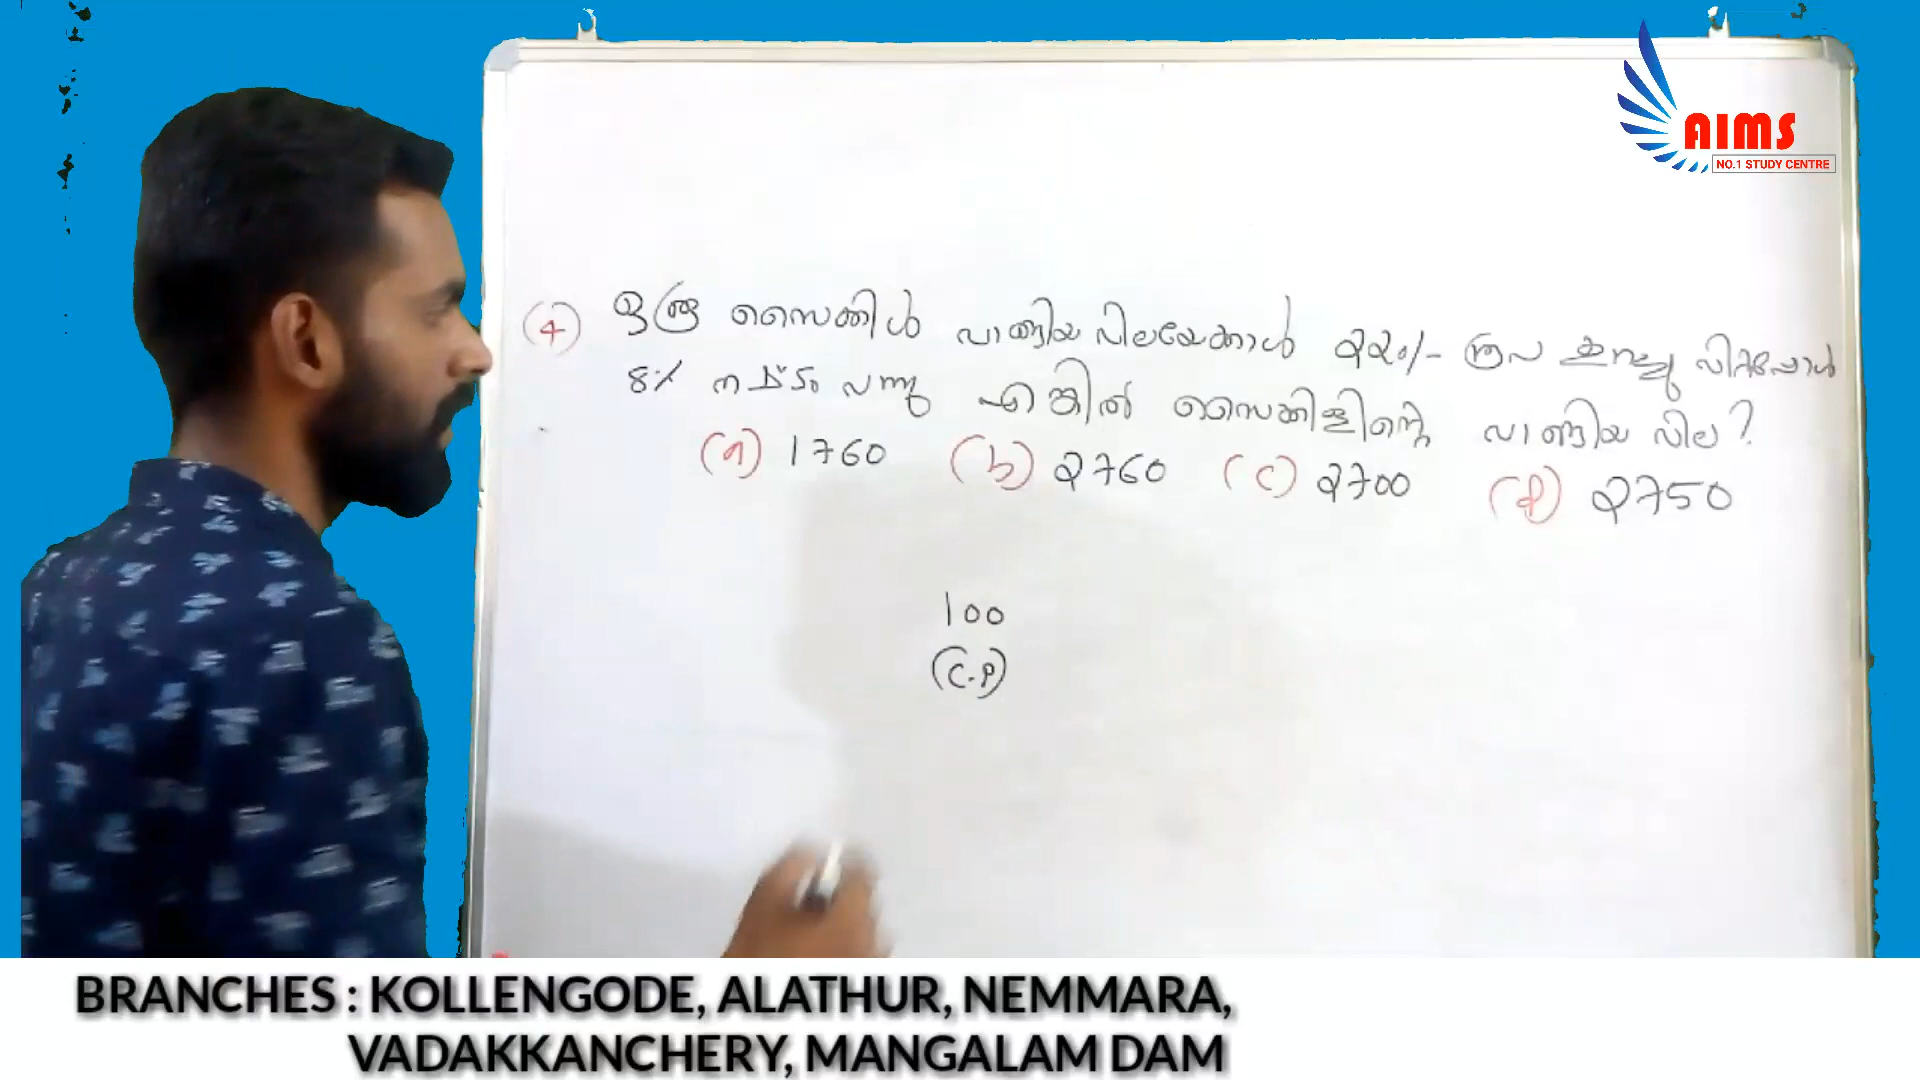 AIMS
NO.1 STUDY CENTRE
(4) ഒരു സൈക്കിൾ വാങ്ങിയ വിലയേക്കാൾ 220/- രൂപ കുറച്ചു വിറ്റപ്പോൾ
8% നഷ്ടം വന്നു എങ്കിൽ സൈക്കിളിന്റെ വാങ്ങിയ വില?
(a) 1760 (b) 2760 (c) 2700 (d) 2750
100
(C.P)
BRANCHES : KOLLENGODE, ALATHUR, NEMMARA,
VADAKKANCHERY, MANGALAM DAM